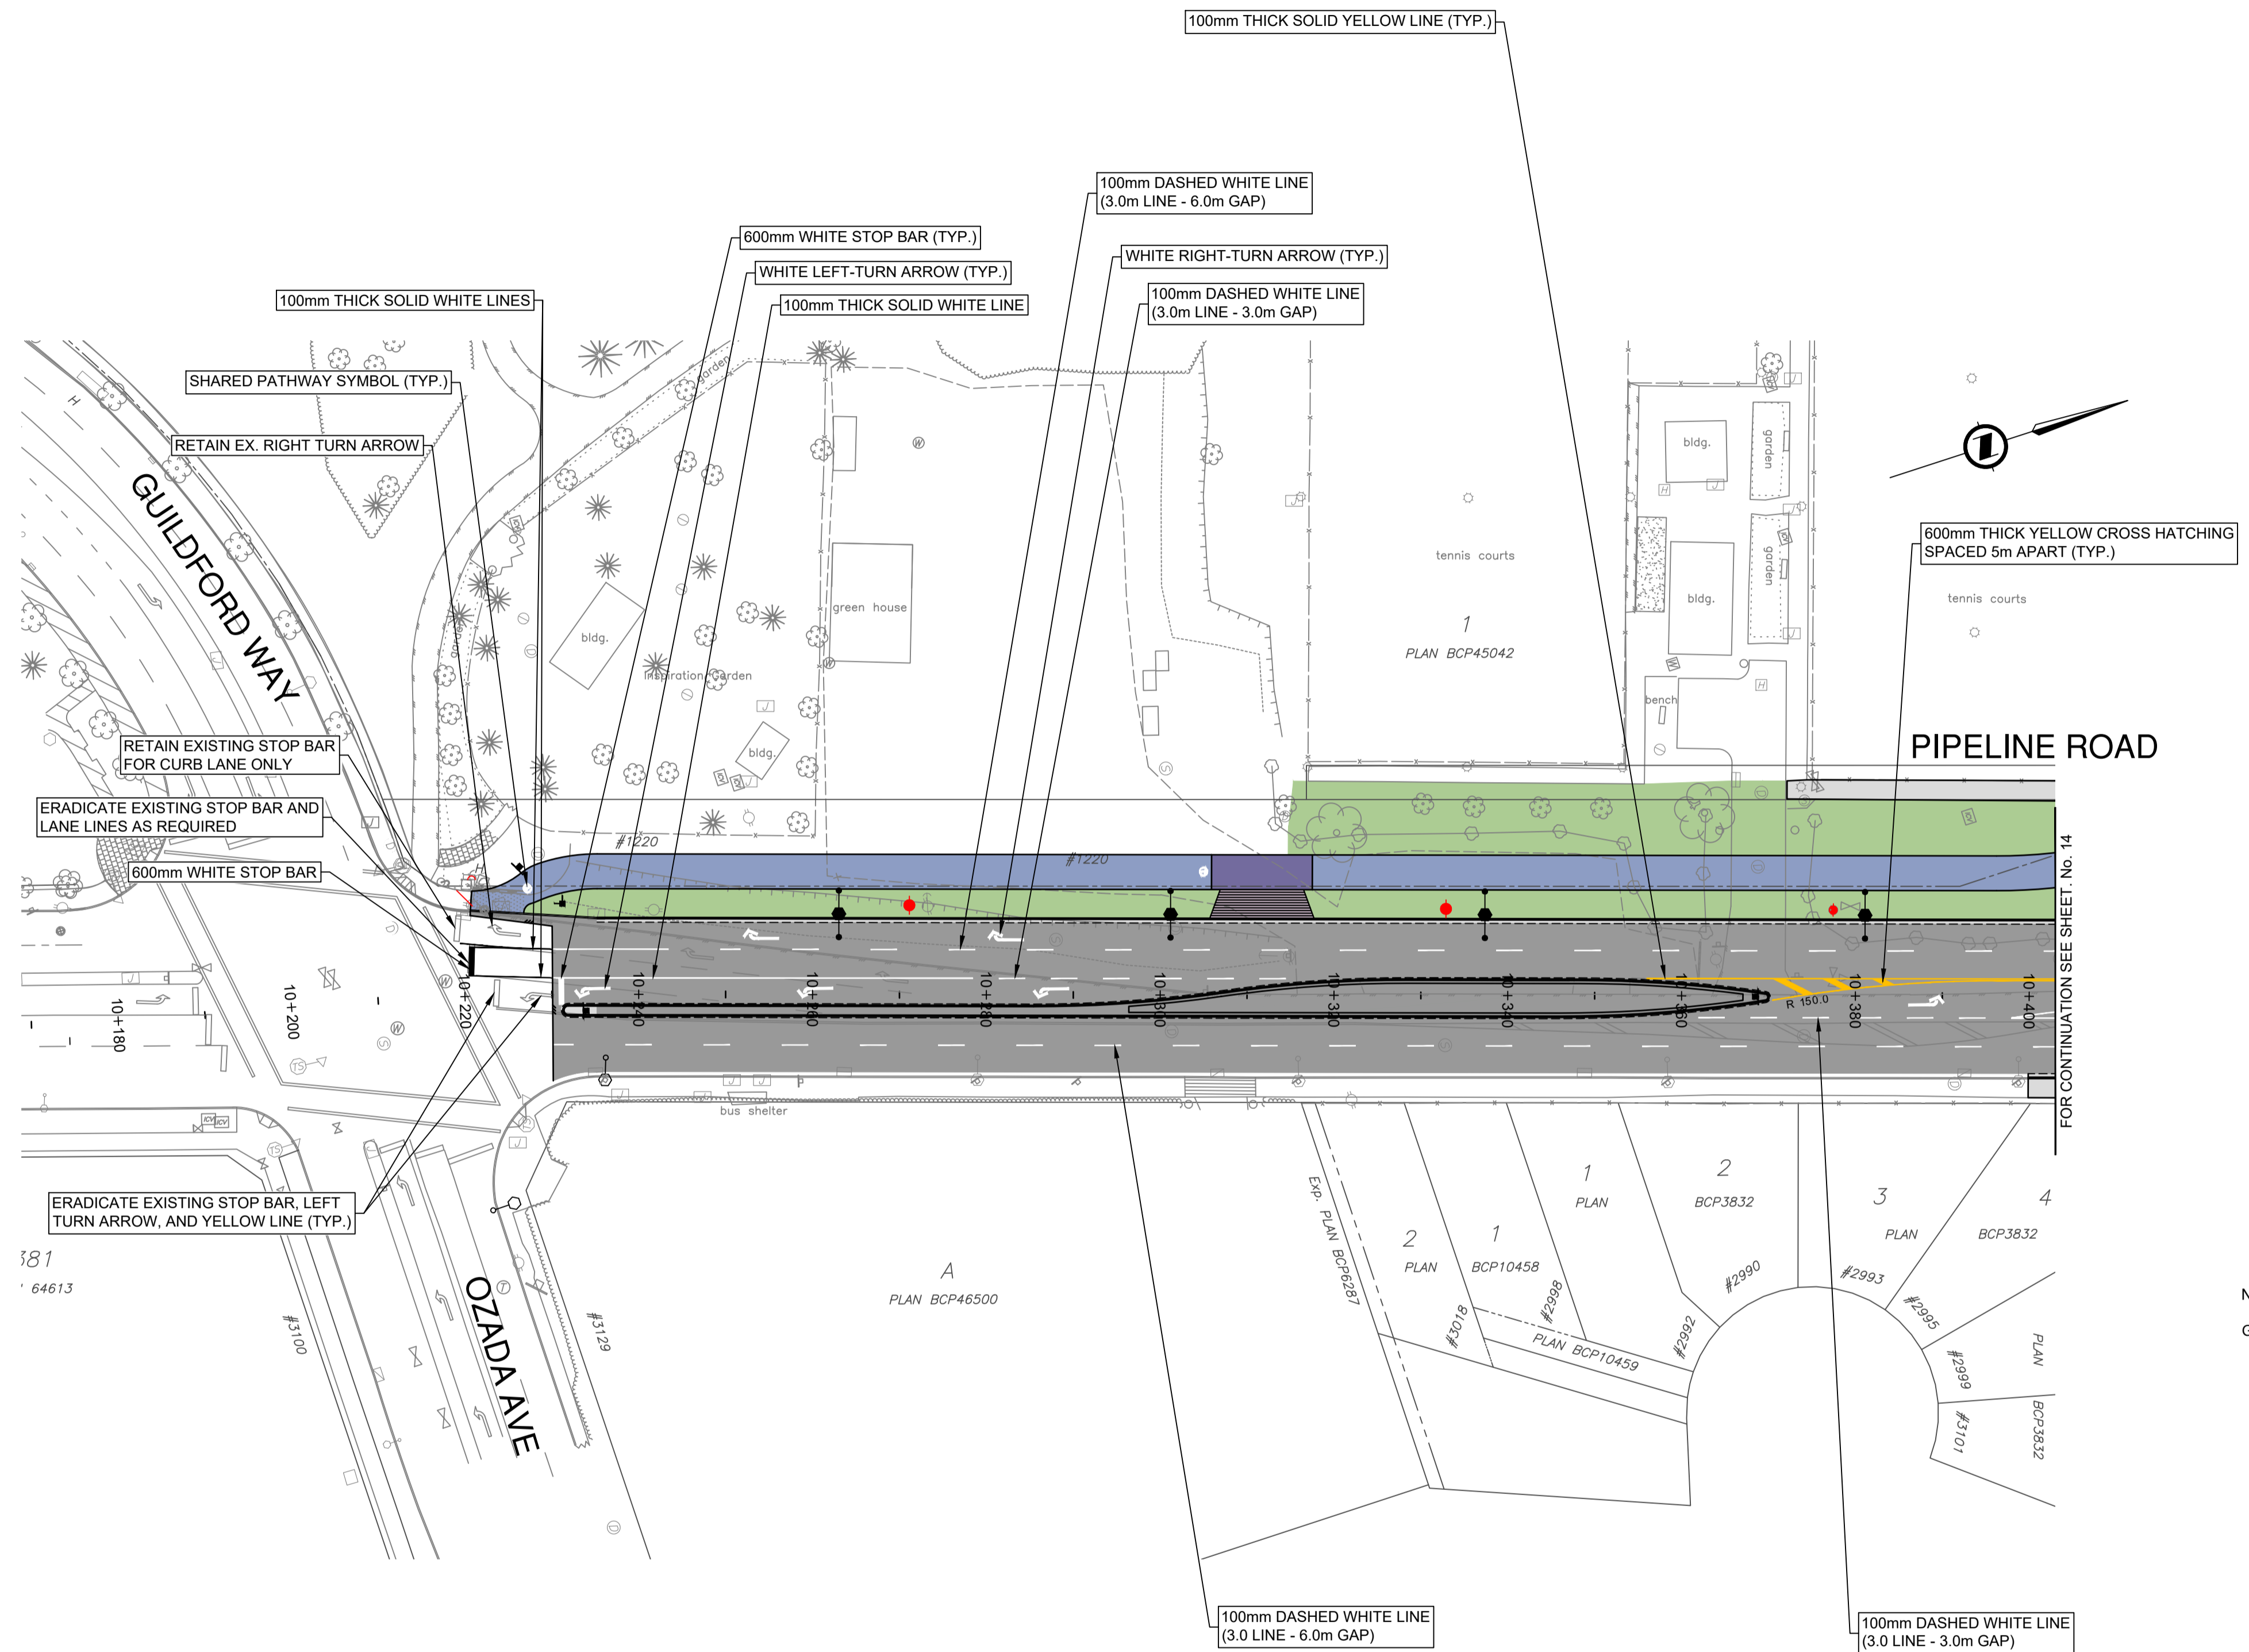 100mm THICK SOLID YELLOW LINE (TYP.)
100mm DASHED WHITE LINE
(3.0m LINE - 6.0m GAP)
600mm WHITE STOP BAR (TYP.)
WHITE RIGHT-TURN ARROW (TYP.)
WHITE LEFT-TURN ARROW (TYP.)
100mm THICK SOLID WHITE LINES
100mm THICK SOLID WHITE LINE
100mm DASHED WHITE LINE
(3.0m LINE - 3.0m GAP)
SHARED PATHWAY SYMBOL (TYP.)
RETAIN EX. RIGHT TURN ARROW
GUILDFORD WAY
garden
garden
bldg.
green house
Inspiration Garden
bldg.
tennis courts
1
PLAN BCP45042
bldg.
garden
bldg.
garden
bench
600mm THICK YELLOW CROSS HATCHING
SPACED 5m APART (TYP.)
tennis courts
PIPELINE ROAD
RETAIN EXISTING STOP BAR
FOR CURB LANE ONLY
ERADICATE EXISTING STOP BAR AND
LANE LINES AS REQUIRED
600mm WHITE STOP BAR
#1220
#1220
10+180
10+200
10+220
10+240
10+260
10+280
10+300
10+320
10+340
10+360
10+380
10+400
R 150.0
FOR CONTINUATION SEE SHEET. No. 14
bus shelter
ERADICATE EXISTING STOP BAR, LEFT
TURN ARROW, AND YELLOW LINE (TYP.)
381
64613
#3100
OZADA AVE
#3129
A
PLAN BCP46500
Exp. PLAN BCP6287
2
PLAN
#3018
1
BCP10458
#2998
1
PLAN
PLAN BCP10459
#2992
2
BCP3832
#2990
3
PLAN
#2993
4
BCP3832
#2995
#2999
PLAN
#3101
BCP3832
100mm DASHED WHITE LINE
(3.0 LINE - 6.0m GAP)
100mm DASHED WHITE LINE
(3.0 LINE - 3.0m GAP)